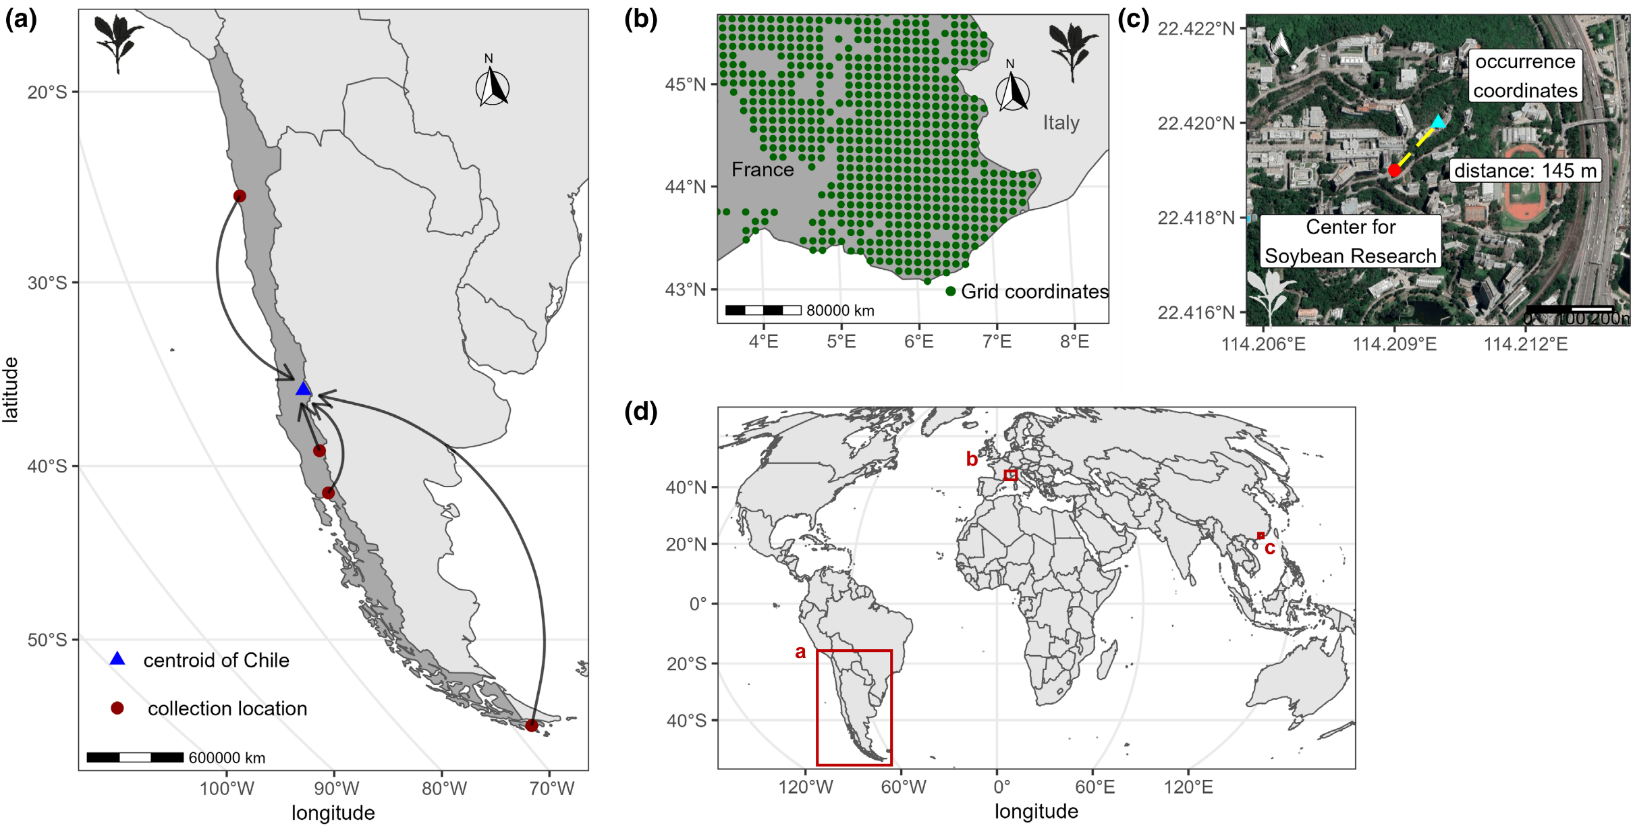 (a)
N
20°S
30°S
40°S
50°S
latitude
centroid of Chile
collection location
600000 km
100°W
90°W
80°W
70°W
longitude
(b)
45°N
44°N
43°N
N
Italy
France
Grid coordinates
80000 km
4°E
5°E
6°E
7°E
8°E
(c)
22.422°N
22.420°N
22.418°N
22.416°N
occurrence
coordinates
distance: 145 m
Center for
Soybean Research
0 100 200m
114.206°E
114.209°E
114.212°E
(d)
40°N
20°N
0°
20°S
40°S
b
c
a
120°W
60°W
0°
60°E
120°E
longitude